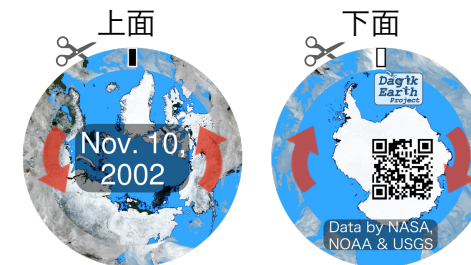 上面
Nov. 10,
2002
下面
Dagik
Earth
Project
Data by NASA,
NOAA & USGS